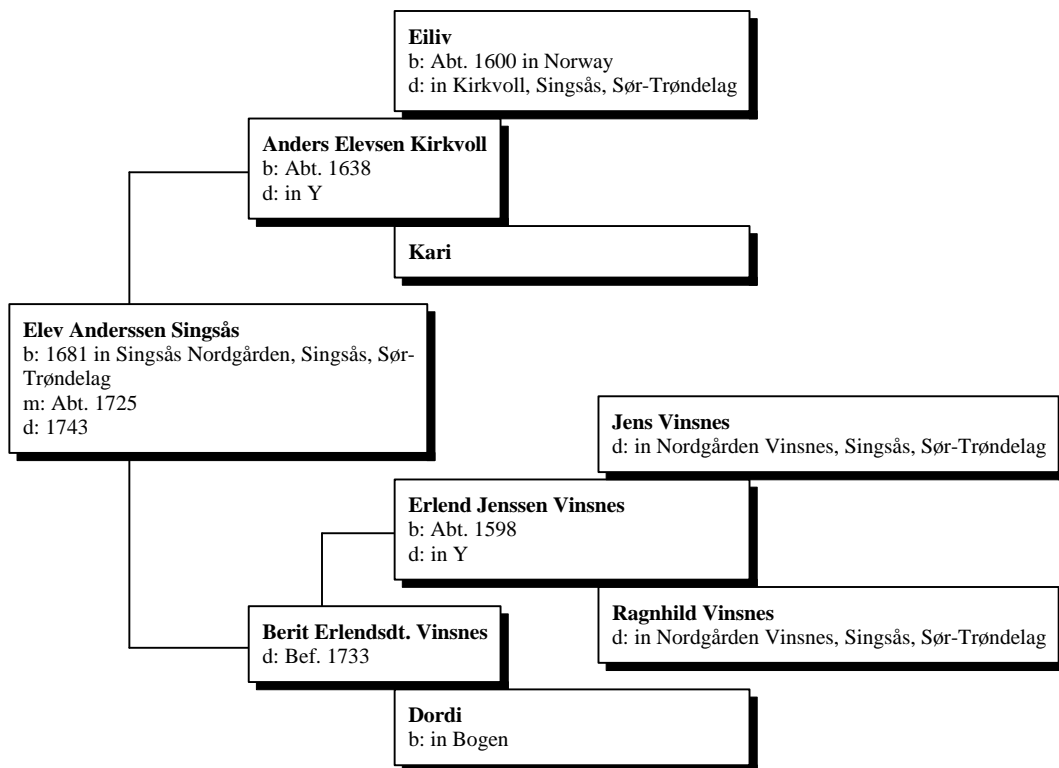 Eiliv
b: Abt. 1600 in Norway
d: in Kirkvoll, Singsås, Sør-Trøndelag
Anders Elevsen Kirkvoll
b: Abt. 1638
d: in Y
Kari
Elev Anderssen Singsås
b: 1681 in Singsås Nordgården, Singsås, Sør-
Trøndelag
m: Abt. 1725
d: 1743
Jens Vinsnes
d: in Nordgården Vinsnes, Singsås, Sør-Trøndelag
Erlend Jenssen Vinsnes
b: Abt. 1598
d: in Y
Ragnhild Vinsnes
d: in Nordgården Vinsnes, Singsås, Sør-Trøndelag
Berit Erlendsdt. Vinsnes
d: Bef. 1733
Dordi
b: in Bogen